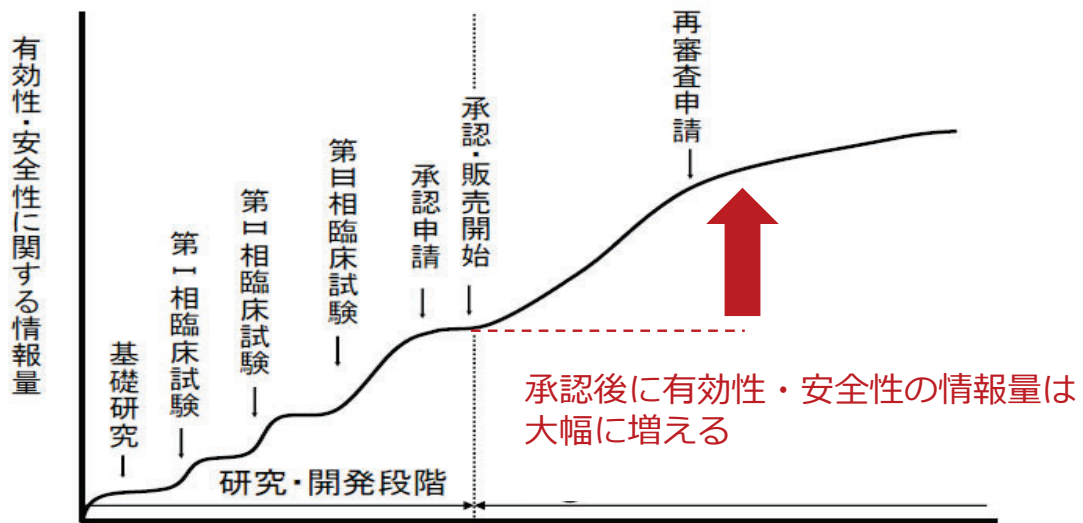 有効性・安全性に関する情報量
基礎研究
第Ⅰ相臨床試験
第Ⅱ相臨床試験
第Ⅲ相臨床試験
承認申請
承認・販売開始
再審査申請
承認後に有効性・安全性の情報量は
大幅に増える
研究・開発段階